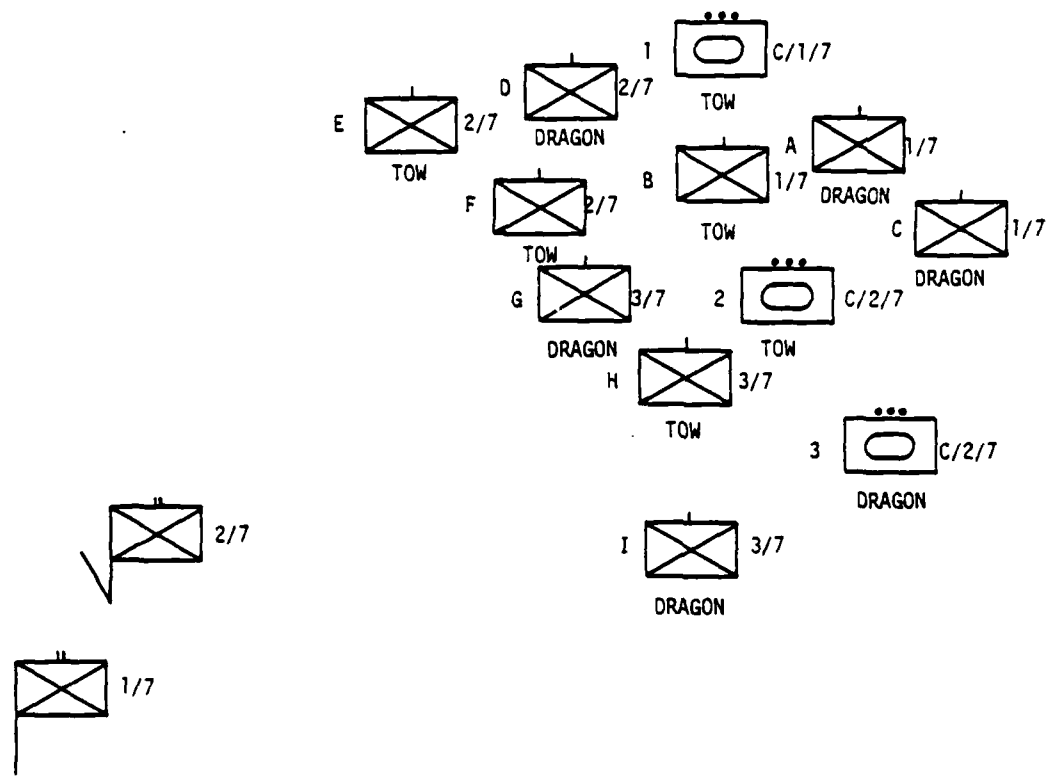 1 C/1/7
TOW
D 2/7
DRAGON
E 2/7
TOW
A 1/7
DRAGON
B 1/7
TOW
F 2/7
TOW
C 1/7
DRAGON
G 3/7
DRAGON
2 C/2/7
TOW
H 3/7
TOW
3 C/2/7
DRAGON
I 3/7
DRAGON
2/7
1/7